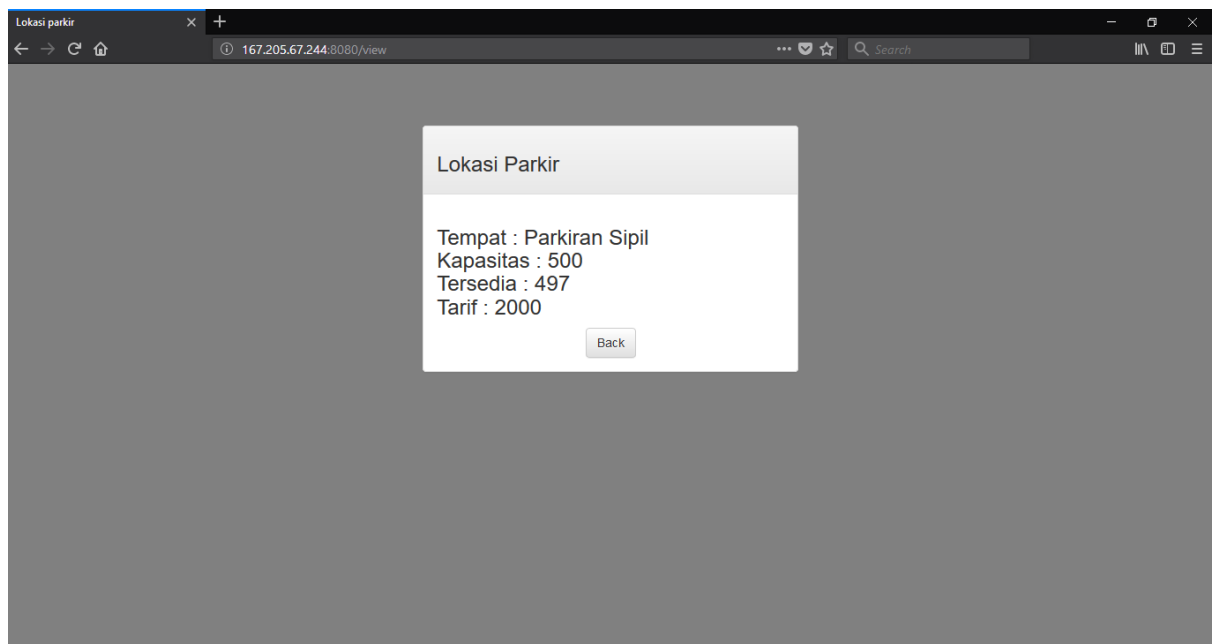 Lokasi parkir
167.205.67.244:8080/view
Search
Lokasi Parkir
Tempat : Parkiran Sipil
Kapasitas : 500
Tersedia : 497
Tarif : 2000
Back